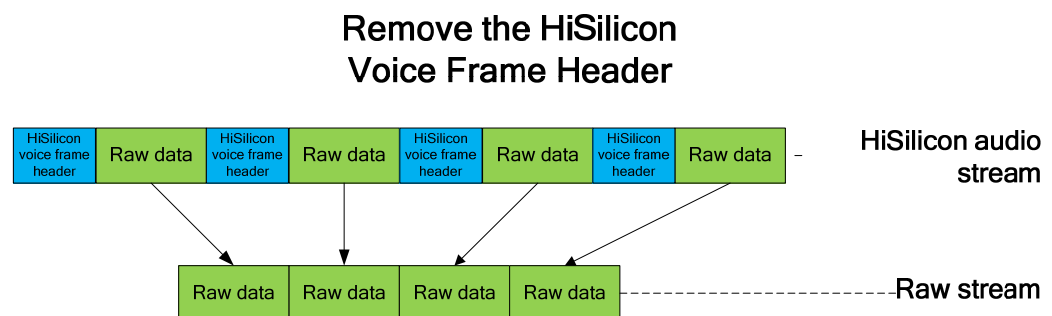 Remove the HiSilicon
Voice Frame Header
HiSilicon
voice frame
header
Raw data
HiSilicon
voice frame
header
Raw data
HiSilicon
voice frame
header
Raw data
HiSilicon
voice frame
header
Raw data
HiSilicon audio
stream
Raw data
Raw data
Raw data
Raw data
Raw stream